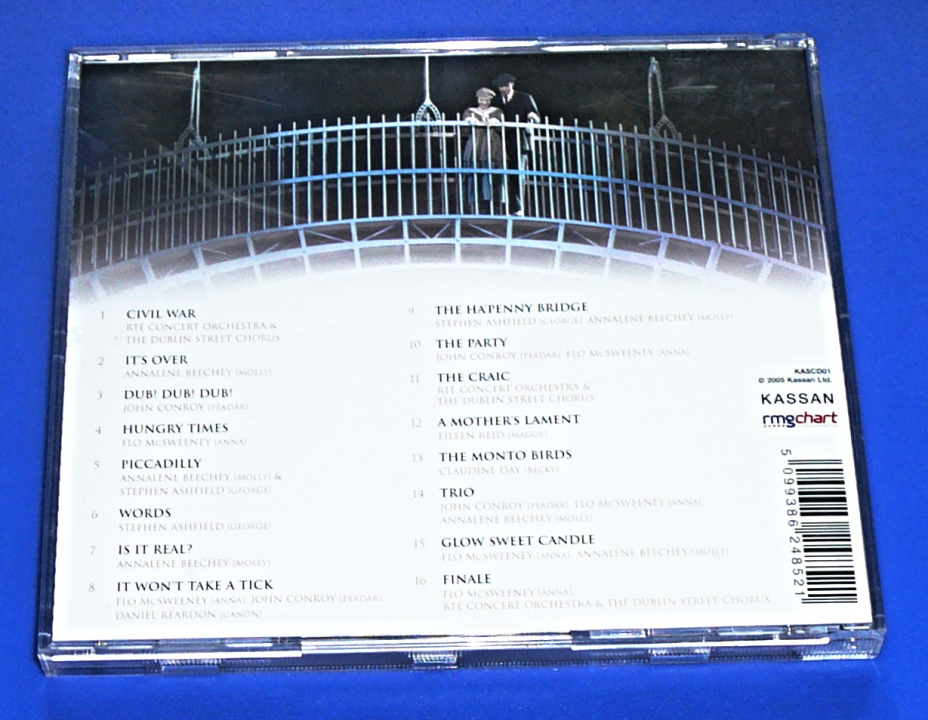 1 CIVIL WAR
RTÉ CONCERT ORCHESTRA &
THE DUBLIN STREET CHORUS
2 IT'S OVER
ANNALENE BEECHEY (MOLLY)
3 DUB! DUB! DUB!
JOHN CONROY (PEADAR)
4 HUNGRY TIMES
FLO McSWEENEY (ANNA)
5 PICCADILLY
ANNALENE BEECHEY (MOLLY) &
STEPHEN ASHFIELD (GEORGE)
6 WORDS
STEPHEN ASHFIELD (GEORGE)
7 IS IT REAL?
ANNALENE BEECHEY (MOLLY)
8 IT WON'T TAKE A TICK
FLO McSWEENEY (ANNA), JOHN CONROY (PEADAR),
DANIEL REARDON (CANON)
9 THE HA'PENNY BRIDGE
STEPHEN ASHFIELD (GEORGE), ANNALENE BEECHEY (MOLLY)
10 THE PARTY
JOHN CONROY (PEADAR), FLO McSWEENEY (ANNA)
11 THE CRAIC
RTÉ CONCERT ORCHESTRA &
THE DUBLIN STREET CHORUS
12 A MOTHER'S LAMENT
EILEEN REID (MAGGY)
13 THE MONTO BIRDS
CLAUDINE DAY (BECKY)
14 TRIO
JOHN CONROY (PEADAR), FLO McSWEENEY (ANNA),
ANNALENE BEECHEY (MOLLY)
15 GLOW SWEET CANDLE
FLO McSWEENEY (ANNA), ANNALENE BEECHEY (MOLLY)
16 FINALE
FLO McSWEENEY (ANNA),
RTÉ CONCERT ORCHESTRA & THE DUBLIN STREET CHORUS
KASCD01
© 2005 Kassan Ltd.
KASSAN
rmgchart
5 099386 248521